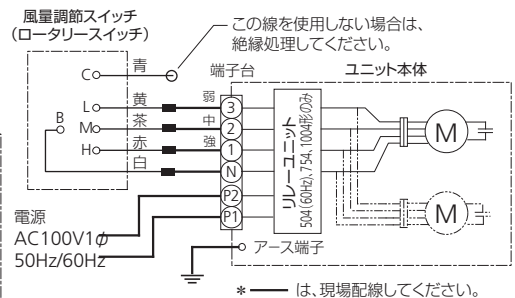 風量調節スイッチ
(ロータリースイッチ)
この線を使用しない場合は、
絶縁処理してください。
端子台
ユニット本体
C 青
L 黄 弱 3
B
M 茶 中 2
H 赤 強 1
白 N
P2
P1
リレーユニット
504(60Hz)、754、1004形のみ
M
M
電源
AC100V1φ
50Hz/60Hz
アース端子
* は、現場配線してください。